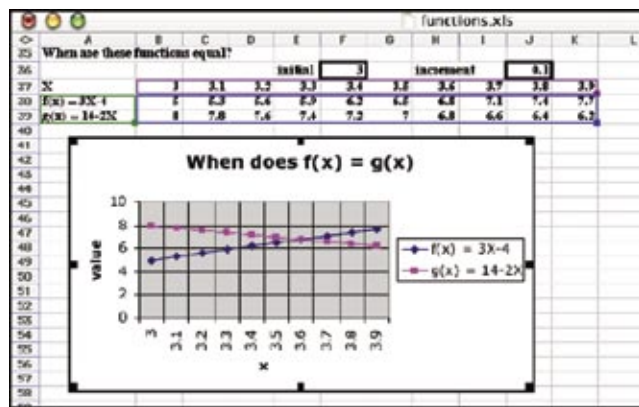 functions.xls
A B C D E F G H I J K L
35 When are these functions equal?
36 initial 3 increment 0.1
37 X 3 3.1 3.2 3.3 3.4 3.5 3.6 3.7 3.8 3.9
38 f(x) = 3X-4 5 5.3 5.6 5.9 6.2 6.5 6.8 7.1 7.4 7.7
39 g(x) = 14-2X 8 7.8 7.6 7.4 7.2 7 6.8 6.6 6.4 6.2
40
41
42
43
44
45
46
47
48
49
50
51
52
53
54
55
56
57
58
When does f(x) = g(x)
10
8
6
4
2
0
value
3 3.1 3.2 3.3 3.4 3.5 3.6 3.7 3.8 3.9
x
f(x) = 3X-4
g(x) = 14-2X